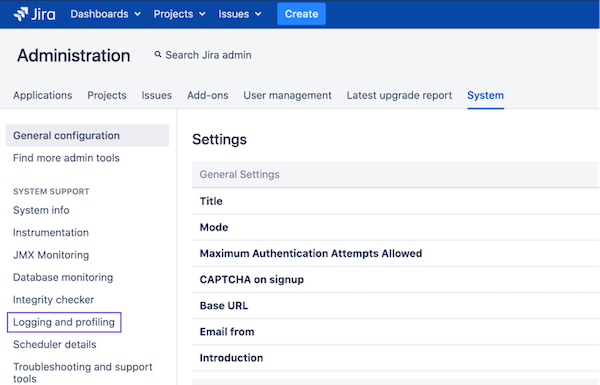 Jira Dashboards Projects Issues Create
Administration Search Jira admin
Applications Projects Issues Add-ons User management Latest upgrade report System
General configuration
Find more admin tools
SYSTEM SUPPORT
System info
Instrumentation
JMX Monitoring
Database monitoring
Integrity checker
Logging and profiling
Scheduler details
Troubleshooting and support
tools
Settings
General Settings
Title
Mode
Maximum Authentication Attempts Allowed
CAPTCHA on signup
Base URL
Email from
Introduction